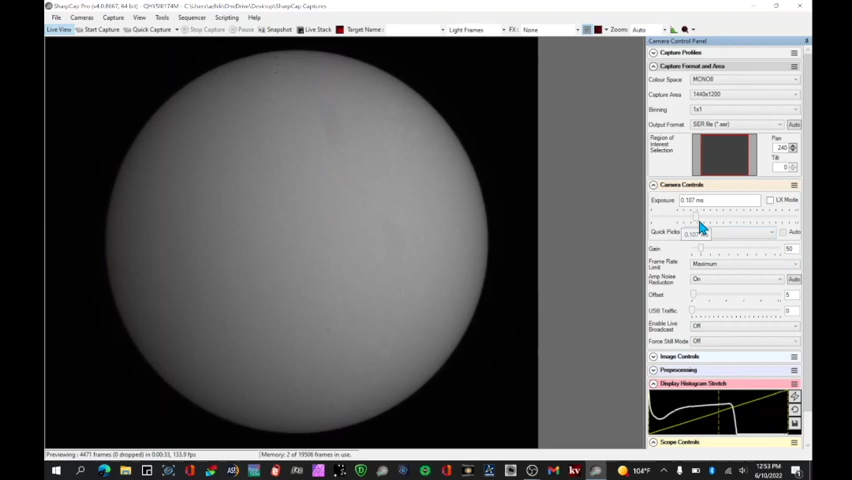 SharpCap Pro (v4.0.8667, 64 bit) - QHY5III174M - C:\Users\azhik\OneDrive\Desktop\SharpCap Captures
File Cameras Capture View Tools Sequencer Scripting Help
Live View Start Capture Quick Capture Stop Capture Pause Snapshot Live Stack Target Name: Light Frames FX: None Zoom: Auto
Camera Control Panel
Capture Profiles
Capture Format and Area
Colour Space MONO8
Capture Area 1440x1200
Binning 1x1
Output Format SER file (*.ser) Auto
Region of Interest Selection
Pan
240
Tilt
0
Camera Controls
Exposure 0.107 ms LX Mode
Quick Picks Auto
Gain 50
Frame Rate Limit Maximum
Amp Noise Reduction On Auto
Offset 5
USB Traffic 0
Enable Live Broadcast Off
Force Still Mode Off
Image Controls
Preprocessing
Display Histogram Stretch
Scope Controls
Previewing : 4471 frames (0 dropped) in 0:00:33, 133.9 fps Memory: 2 of 19506 frames in use.
104°F
12:53 PM
6/10/2022